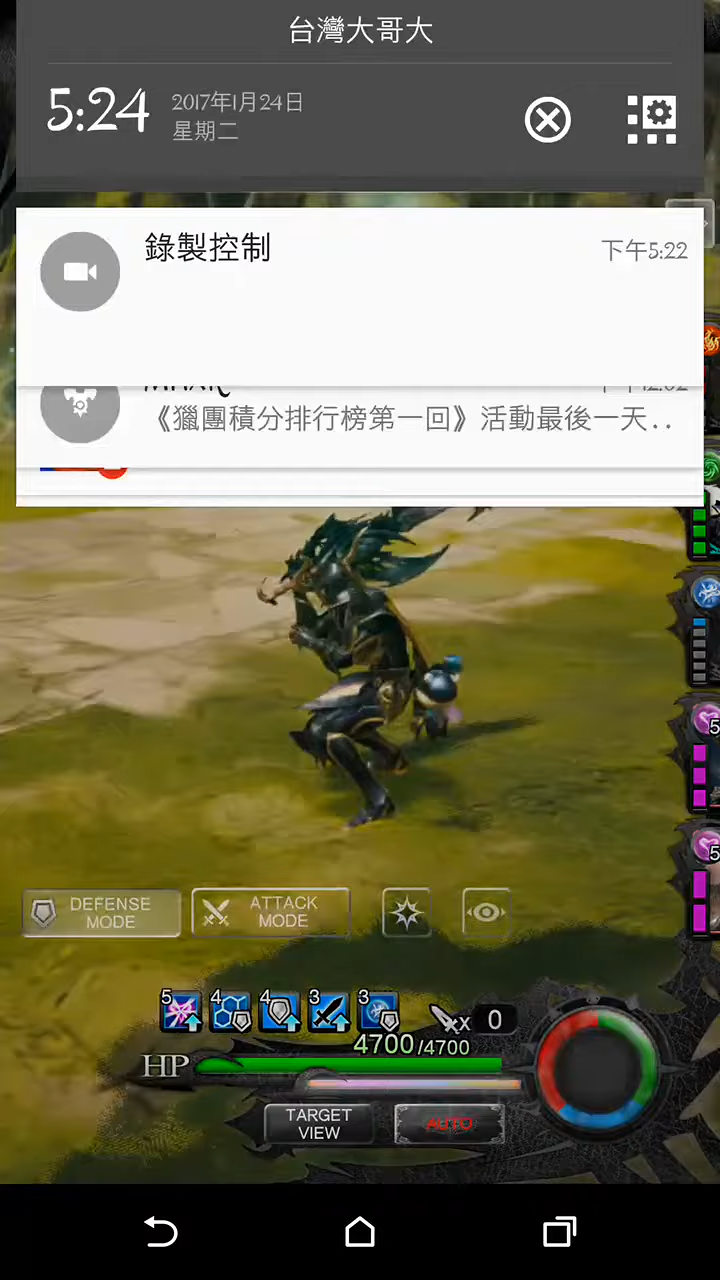 台灣大哥大
5:24
2017年1月24日
星期二
錄製控制
下午5:22
《獵團積分排行榜第一回》活動最後一天..
5
5
DEFENSE
MODE
ATTACK
MODE
5 4 4 3 3
x 0
4700/4700
HP
TARGET
VIEW
AUTO